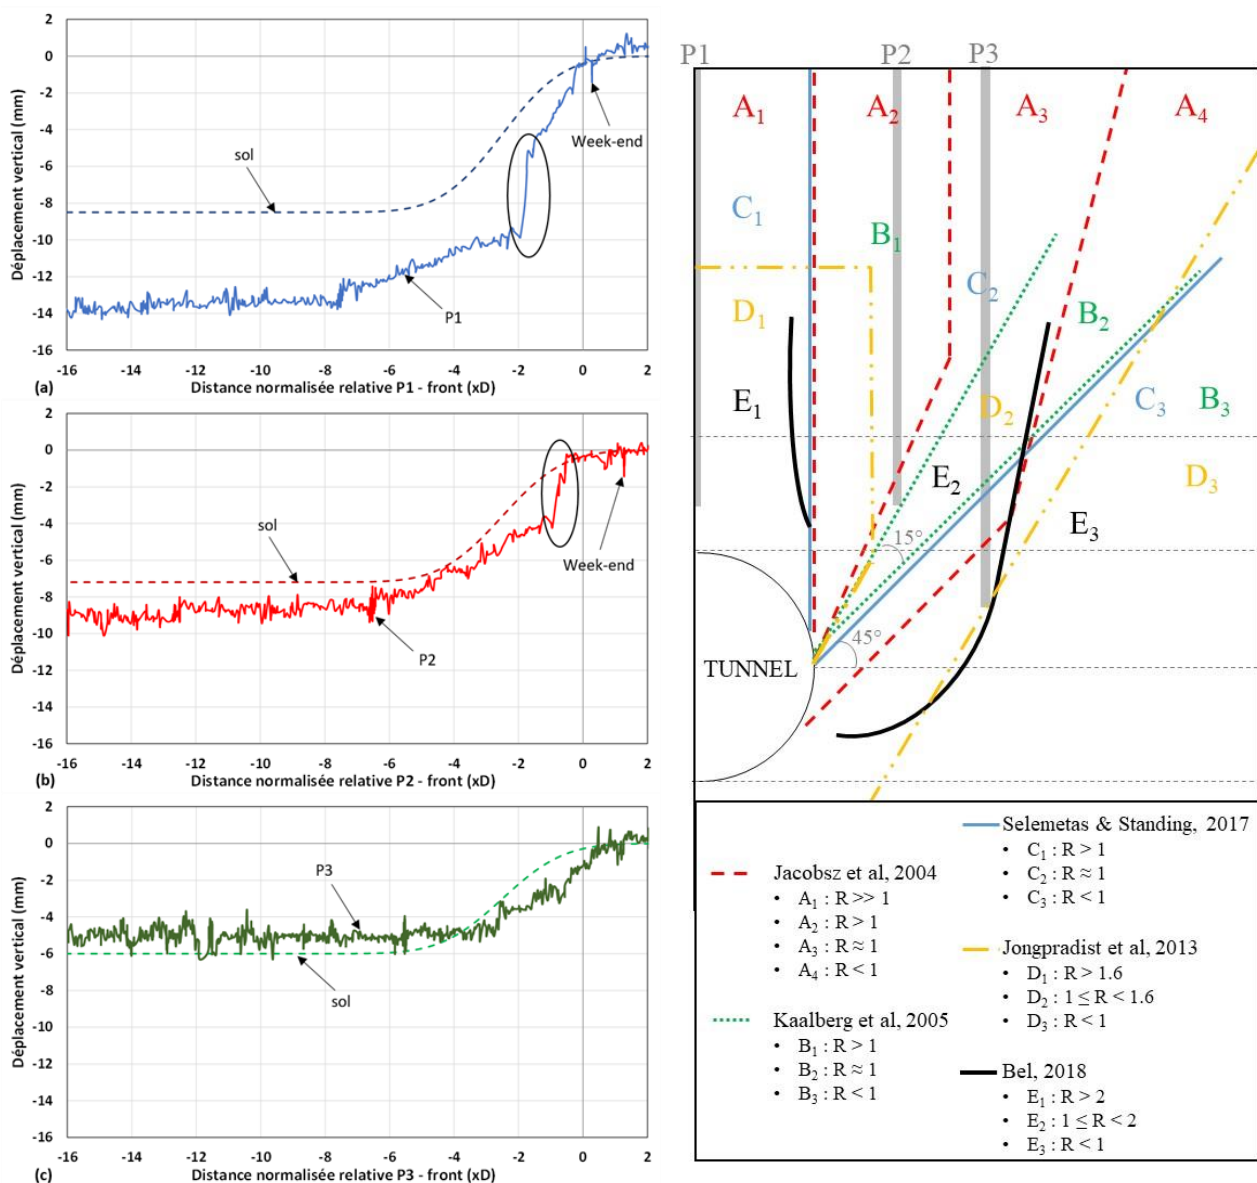 2
0
-2
-4
-6
-8
-10
-12
-14
-16
Déplacement vertical (mm)
sol
Week-end
P1
-16 -14 -12 -10 -8 -6 -4 -2 0 2
(a) Distance normalisée relative P1 - front (xD)
2
0
-2
-4
-6
-8
-10
-12
-14
-16
Déplacement vertical (mm)
sol
Week-end
P2
-16 -14 -12 -10 -8 -6 -4 -2 0 2
(b) Distance normalisée relative P2 - front (xD)
2
0
-2
-4
-6
-8
-10
-12
-14
-16
Déplacement vertical (mm)
P3
sol
-16 -14 -12 -10 -8 -6 -4 -2 0 2
(c) Distance normalisée relative P3 - front (xD)
P1 P2 P3
A₁ A₂ A₃ A₄
C₁
B₁
C₂
D₁ B₂
E₁ D₂ C₃ B₃
E₂ D₃
E₃
15°
45°
TUNNEL
Jacobsz et al, 2004
• A₁ : R >> 1
• A₂ : R > 1
• A₃ : R ≈ 1
• A₄ : R < 1
Kaalberg et al, 2005
• B₁ : R > 1
• B₂ : R ≈ 1
• B₃ : R < 1
Selemetas & Standing, 2017
• C₁ : R > 1
• C₂ : R ≈ 1
• C₃ : R < 1
Jongpradist et al, 2013
• D₁ : R > 1.6
• D₂ : 1 ≤ R < 1.6
• D₃ : R < 1
Bel, 2018
• E₁ : R > 2
• E₂ : 1 ≤ R < 2
• E₃ : R < 1